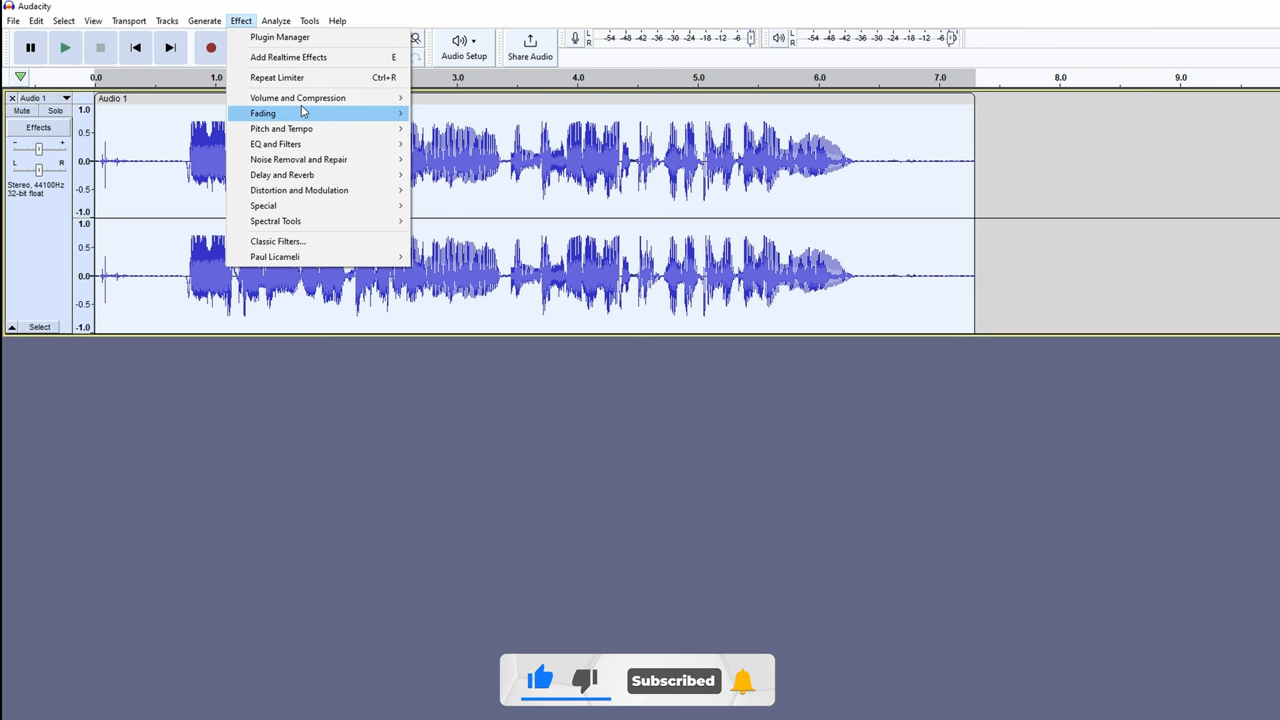 Audacity
File Edit Select View Transport Tracks Generate Effect Analyze Tools Help
Plugin Manager
Add Realtime Effects E
Repeat Limiter Ctrl+R
Volume and Compression
Fading
Pitch and Tempo
EQ and Filters
Noise Removal and Repair
Delay and Reverb
Distortion and Modulation
Special
Spectral Tools
Classic Filters...
Paul Licameli
Audio Setup
Share Audio
L R -54 -48 -42 -36 -30 -24 -18 -12 -6
L R -54 -48 -42 -36 -30 -24 -18 -12 -6
0.0 1.0 3.0 4.0 5.0 6.0 7.0 8.0 9.0
Audio 1
Mute Solo
Effects
- +
L R
Stereo, 44100Hz
32-bit float
Select
1.0
0.5
0.0
-0.5
-1.0
1.0
0.5
0.0
-0.5
-1.0
Audio 1
Subscribed